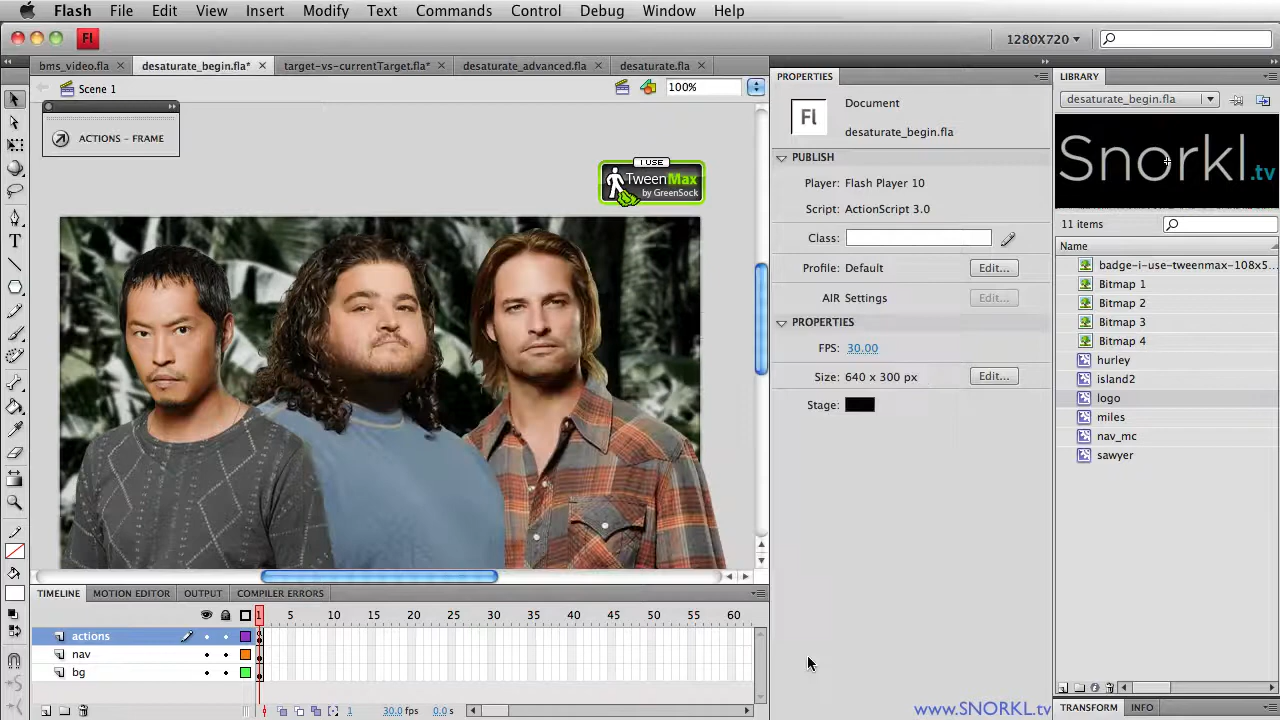 Flash File Edit View Insert Modify Text Commands Control Debug Window Help
Fl 1280X720
bms_video.fla desaturate_begin.fla* target-vs-currentTarget.fla* desaturate_advanced.fla desaturate.fla
Scene 1 100%
ACTIONS – FRAME
I USE
TweenMax
by GreenSock
PROPERTIES
Fl
Document
desaturate_begin.fla
PUBLISH
Player: Flash Player 10
Script: ActionScript 3.0
Class:
Profile: Default Edit...
AIR Settings Edit...
PROPERTIES
FPS: 30.00
Size: 640 x 300 px Edit...
Stage:
LIBRARY
desaturate_begin.fla
Snorkl.tv
11 items
Name
badge-i-use-tweenmax-108x5...
Bitmap 1
Bitmap 2
Bitmap 3
Bitmap 4
hurley
island2
logo
miles
nav_mc
sawyer
TIMELINE MOTION EDITOR OUTPUT COMPILER ERRORS
1 5 10 15 20 25 30 35 40 45 50 55 60
actions
nav
bg
1 30.0 fps 0.0 s
www.SNORKL.tv
TRANSFORM INFO